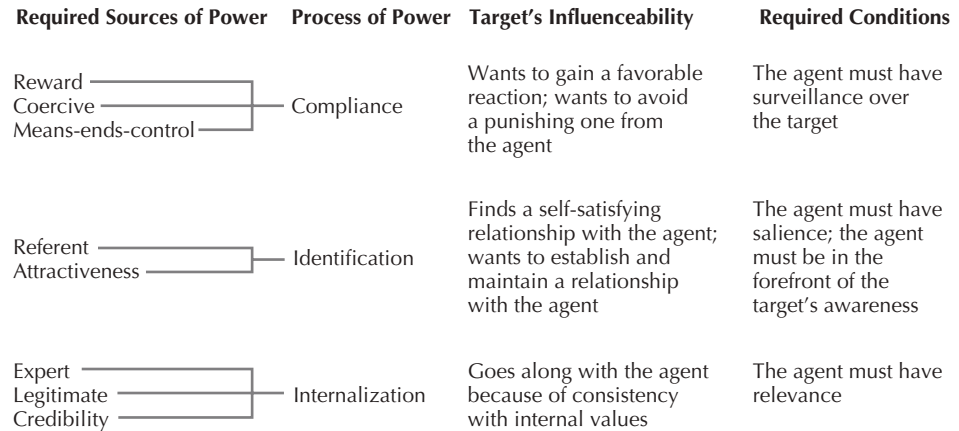 Required Sources of Power Process of Power Target’s Influenceability Required Conditions
Reward
Coercive
Means-ends-control
Compliance
Wants to gain a favorable
reaction; wants to avoid
a punishing one from
the agent
The agent must have
surveillance over
the target
Referent
Attractiveness
Identification
Finds a self-satisfying
relationship with the agent;
wants to establish and
maintain a relationship
with the agent
The agent must have
salience; the agent
must be in the
forefront of the
target’s awareness
Expert
Legitimate
Credibility
Internalization
Goes along with the agent
because of consistency
with internal values
The agent must have
relevance